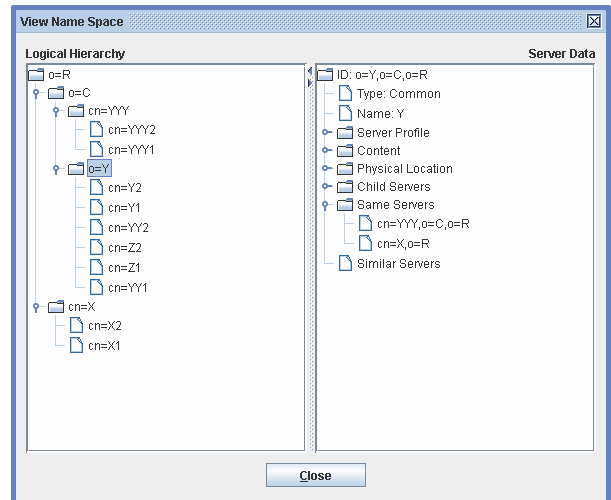 View Name Space
Logical Hierarchy
Server Data
o=R
o=C
cn=YYY
cn=YYY2
cn=YYY1
o=Y
cn=Y2
cn=Y1
cn=YY2
cn=Z2
cn=Z1
cn=YY1
cn=X
cn=X2
cn=X1
ID: o=Y,o=C,o=R
Type: Common
Name: Y
Server Profile
Content
Physical Location
Child Servers
Same Servers
cn=YYY,o=C,o=R
cn=X,o=R
Similar Servers
Close